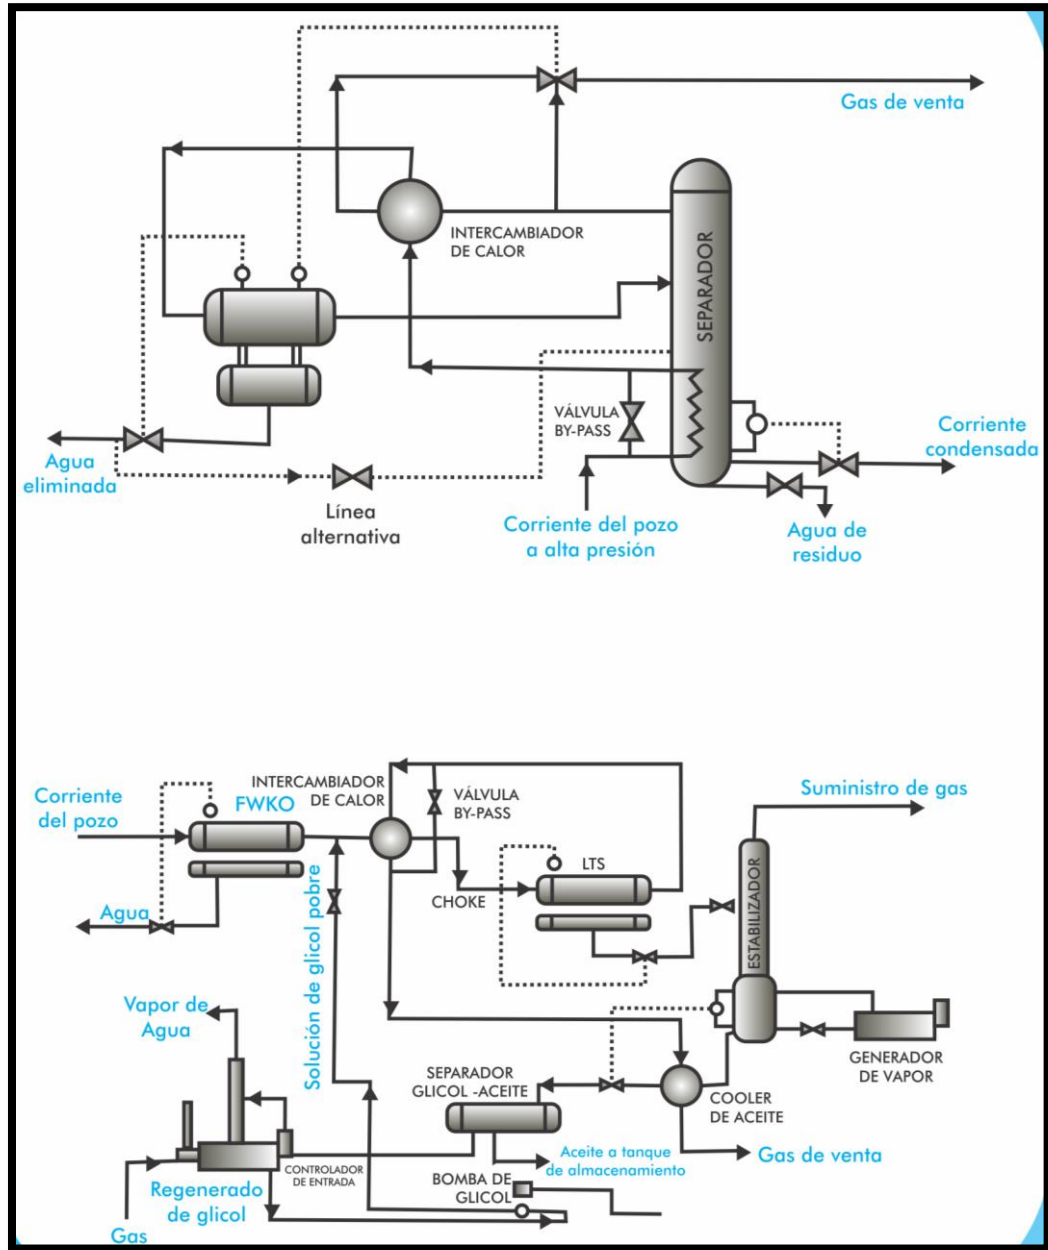 Gas de venta
INTERCAMBIADOR
DE CALOR
SEPARADOR
VÁLVULA
BY-PASS
Corriente
condensada
Agua
eliminada
Línea
alternativa
Corriente del pozo
a alta presión
Agua de
residuo
Corriente
del pozo
INTERCAMBIADOR
DE CALOR
FWKO
VÁLVULA
BY-PASS
Suministro de gas
LTS
CHOKE
Agua
Solución de glicol pobre
ESTABILIZADOR
Vapor de
Agua
GENERADOR
DE VAPOR
SEPARADOR
GLICOL -ACEITE
COOLER
DE ACEITE
CONTROLADOR
DE ENTRADA
Aceite a tanque
de almacenamiento
Gas de venta
BOMBA DE
GLICOL
Regenerado
de glicol
Gas